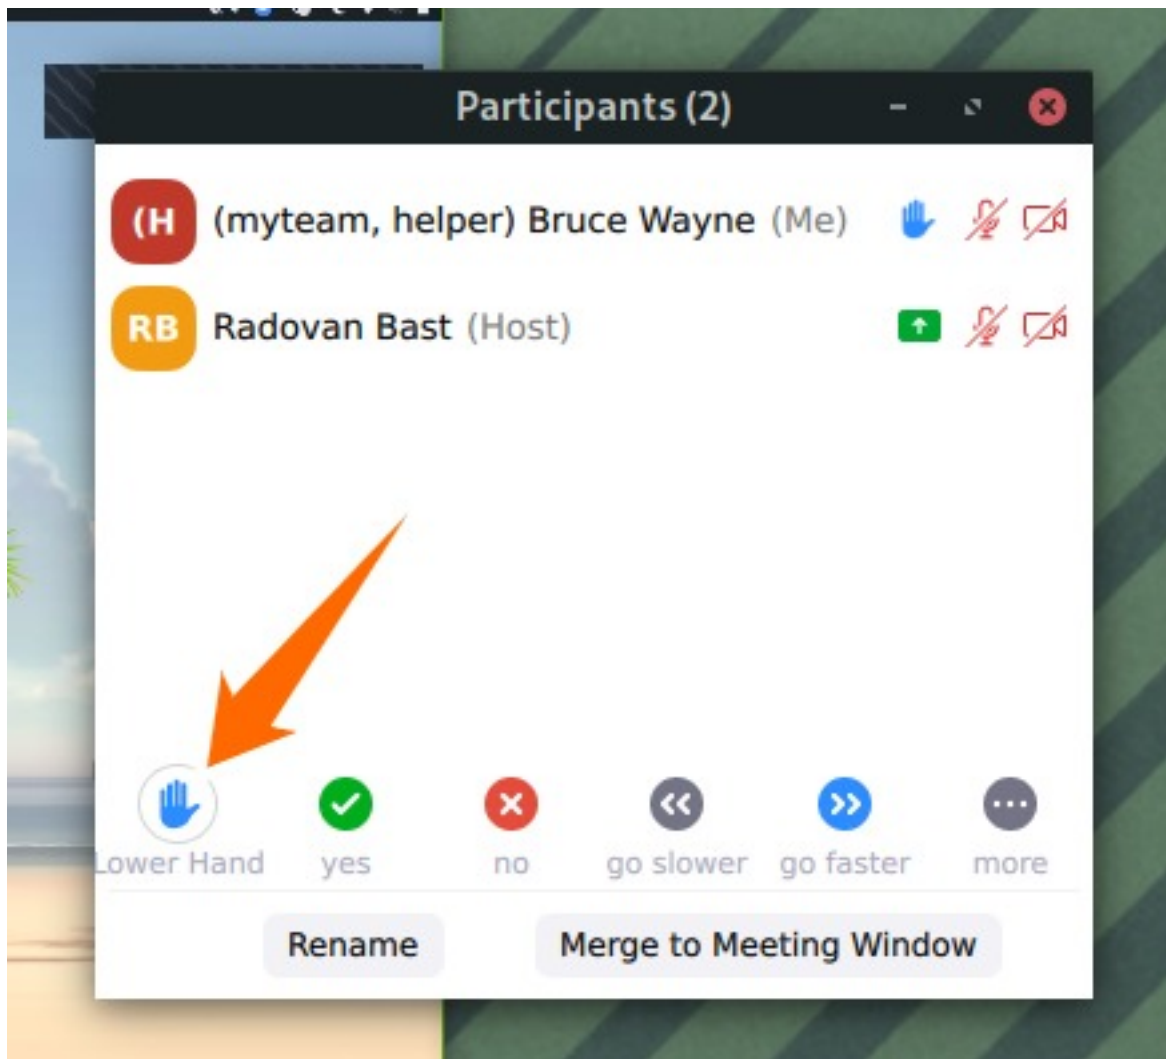 Participants (2)
(H (myteam, helper) Bruce Wayne (Me)
RB Radovan Bast (Host)
Lower Hand yes no go slower go faster more
Rename Merge to Meeting Window